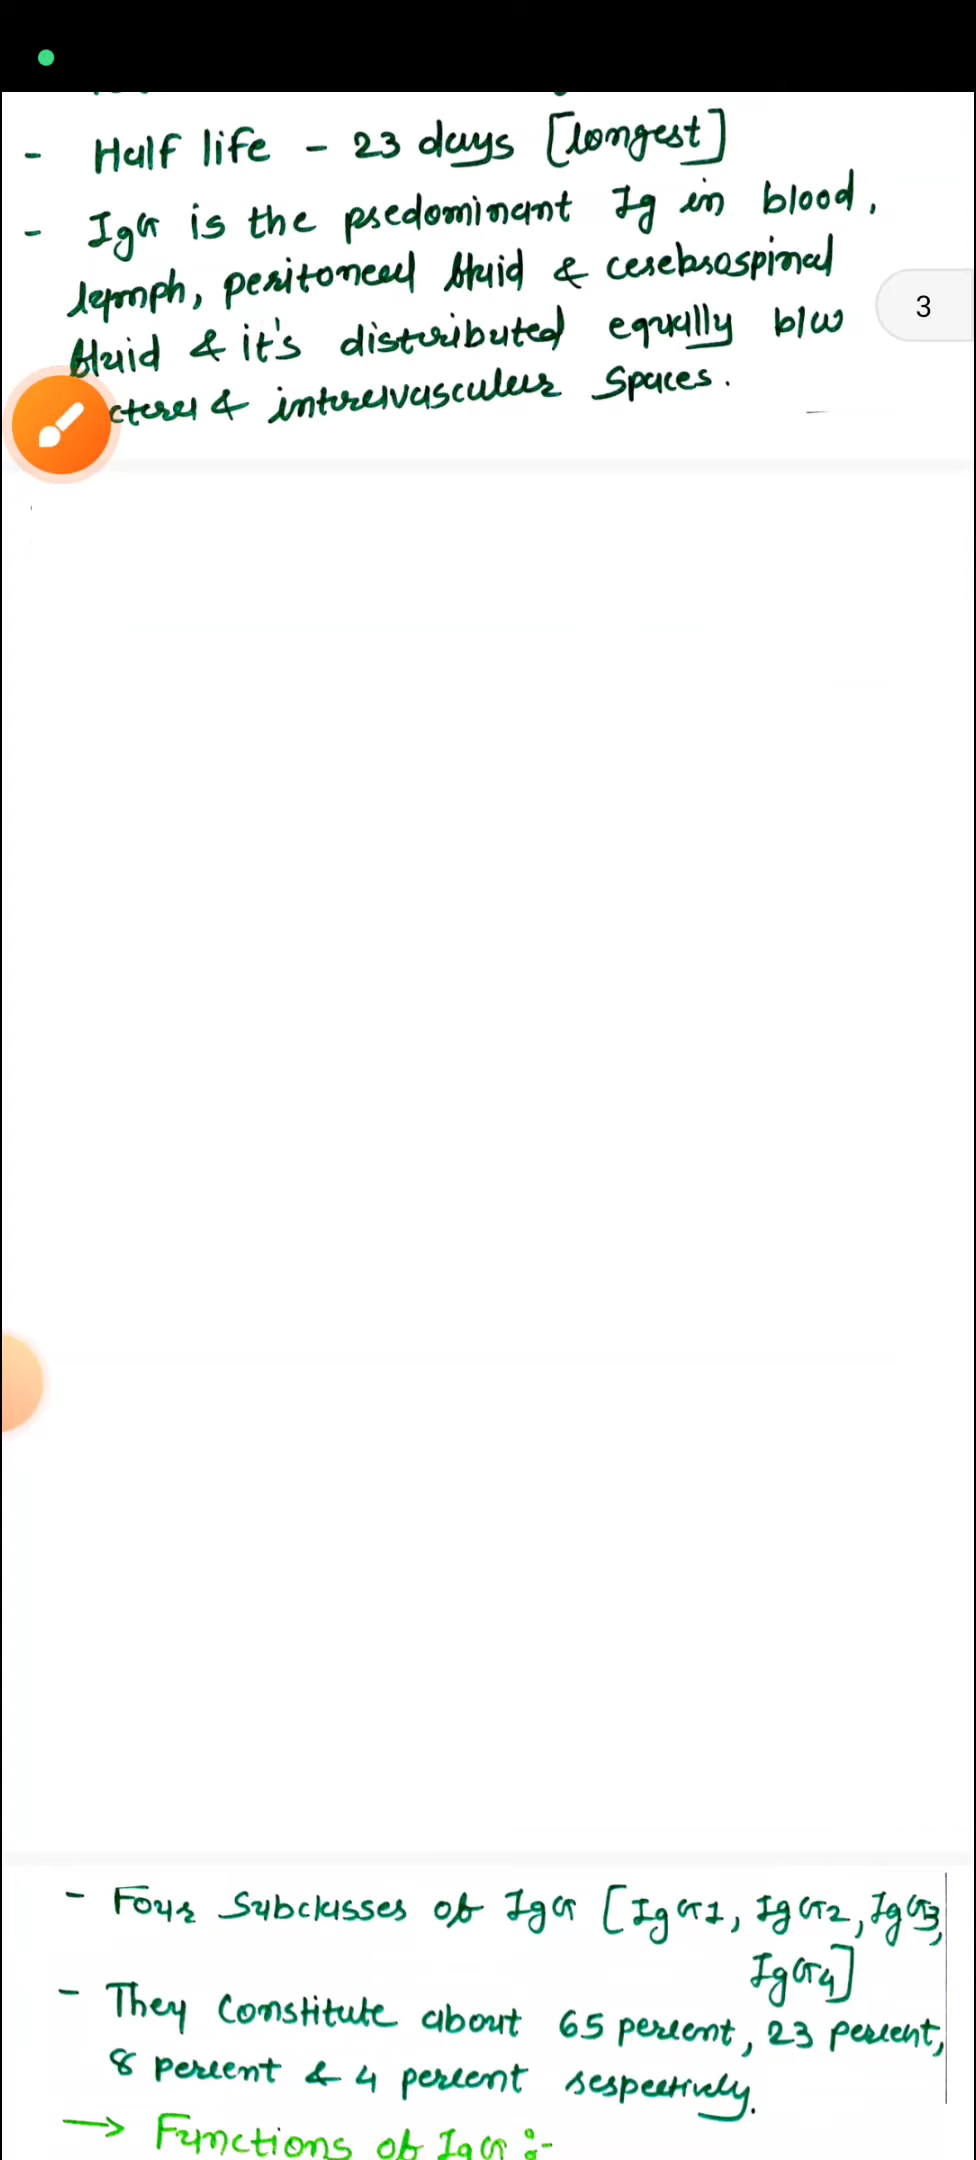 - Half life - 23 days [longest]
- IgG is the predominant Ig in blood,
lymph, peritoneal fluid & cerebrospinal
fluid & it's distributed equally b/w
& intravascular spaces.
3
- Four Subclasses of IgG [IgG1, IgG2, IgG3,
IgG4]
- They Constitute about 65 percent, 23 percent,
8 percent & 4 percent respectively.
→ Functions of IgG :-